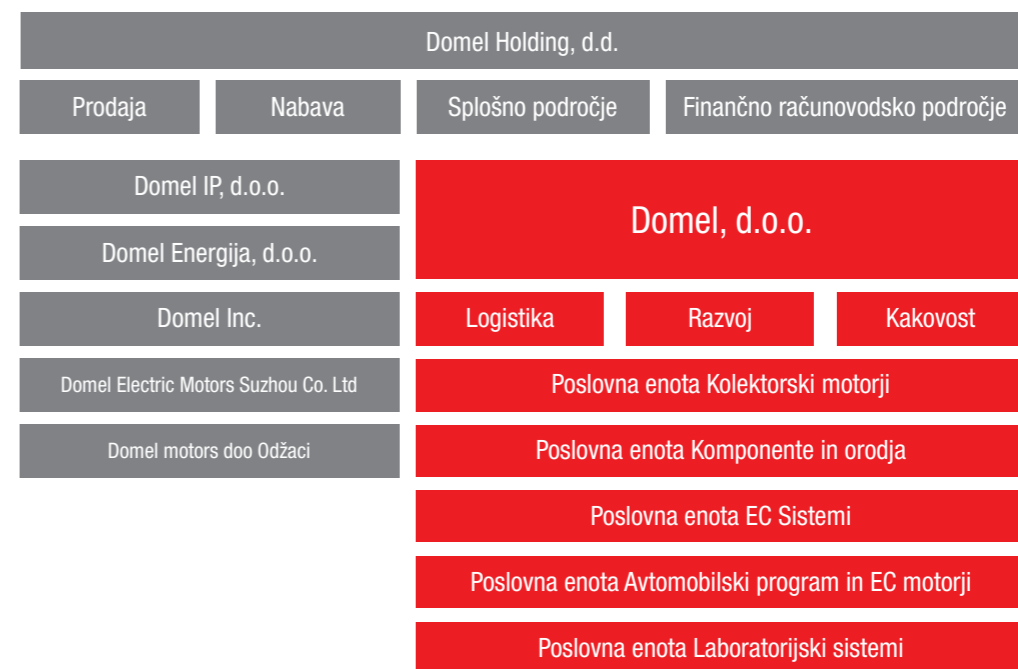 Domel Holding, d.d.
Prodaja
Nabava
Splošno področje
Finančno računovodsko področje
Domel IP, d.o.o.
Domel Energija, d.o.o.
Domel Inc.
Domel Electric Motors Suzhou Co. Ltd
Domel motors doo Odžaci
Domel, d.o.o.
Logistika
Razvoj
Kakovost
Poslovna enota Kolektorski motorji
Poslovna enota Komponente in orodja
Poslovna enota EC Sistemi
Poslovna enota Avtomobilski program in EC motorji
Poslovna enota Laboratorijski sistemi